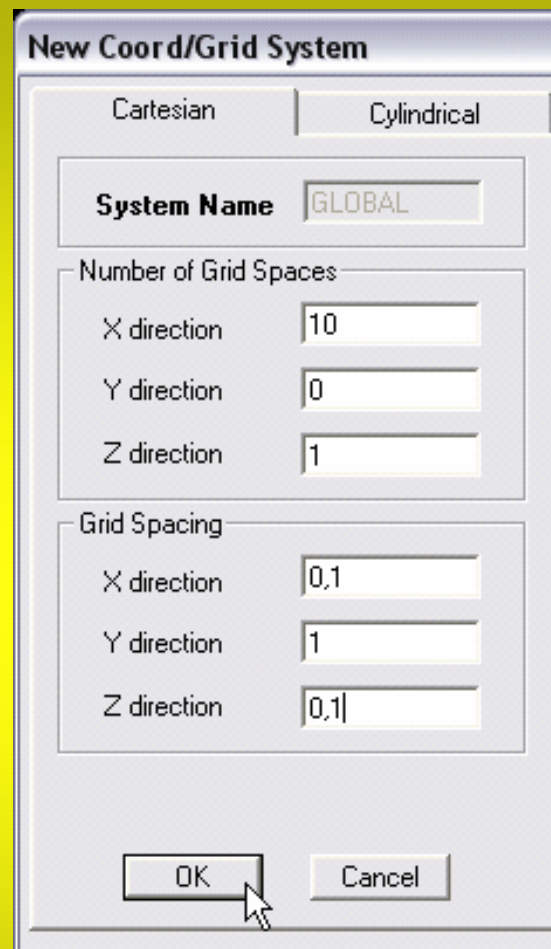 New Coord/Grid System
Cartesian Cylindrical
System Name GLOBAL
Number of Grid Spaces
X direction 10
Y direction 0
Z direction 1
Grid Spacing
X direction 0,1
Y direction 1
Z direction 0,1
OK Cancel